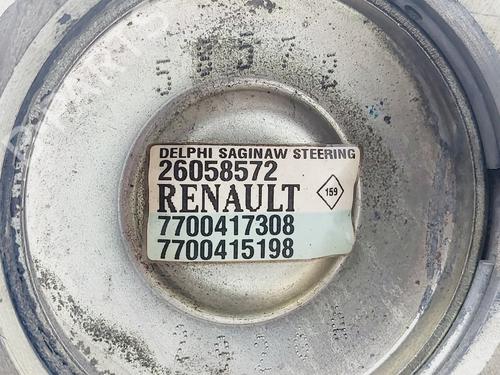 DELPHI SAGINAW STEERING
26058572
RENAULT
159
7700417308
7700415198